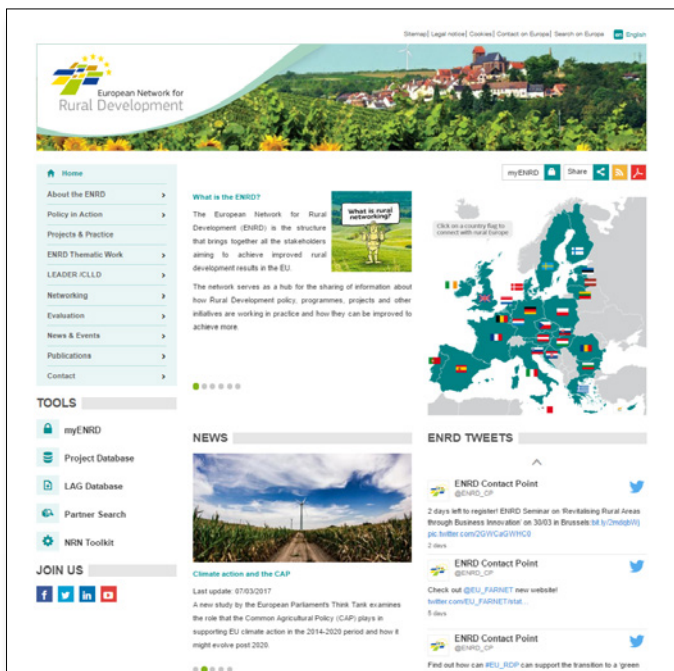 Sitemap| Legal notice| Cookies| Contact on Europe| Search on Europe en English
European Network for
Rural Development
Home
About the ENRD
Policy in Action
Projects & Practice
ENRD Thematic Work
LEADER /CLLD
Networking
Evaluation
News & Events
Publications
Contact
TOOLS
myENRD
Project Database
LAG Database
Partner Search
NRN Toolkit
JOIN US
What is the ENRD?
The European Network for Rural
Development (ENRD) is the structure
that brings together all the stakeholders
aiming to achieve improved rural
development results in the EU.
What is rural
networking?
The network serves as a hub for the sharing of information about
how Rural Development policy, programmes, projects and other
initiatives are working in practice and how they can be improved to
achieve more.
NEWS
Climate action and the CAP
Last update: 07/03/2017
A new study by the European Parliament's Think Tank examines
the role that the Common Agricultural Policy (CAP) plays in
supporting EU climate action in the 2014-2020 period and how it
might evolve post 2020.
myENRD Share
Click on a country flag to
connect with rural Europe
ENRD TWEETS
ENRD Contact Point
@ENRD_CP
2 days left to register! ENRD Seminar on 'Revitalising Rural Areas
through Business Innovation' on 30/03 in Brussels:
2 days
ENRD Contact Point
@ENRD_CP
Check out @EU_FARNET new website!
twitter.com/EU_FARNET/stat...
5 days
ENRD Contact Point
@ENRD_CP
Find out how can #EU_RDP can support the transition to a 'green